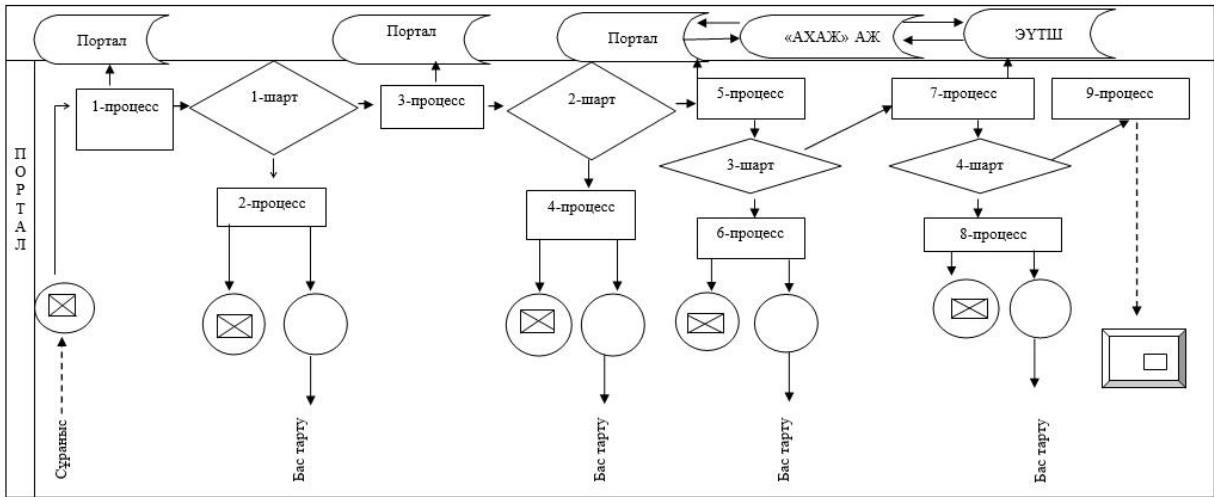 Портал
Портал
Портал
«АХАЖ» АЖ
ЭҮТШ
ПОРТАЛ
1-процесс
1-шарт
3-процесс
2-шарт
5-процесс
7-процесс
9-процесс
3-шарт
4-шарт
2-процесс
4-процесс
6-процесс
8-процесс
Сұраныс
Бас тарту
Бас тарту
Бас тарту
Бас тарту